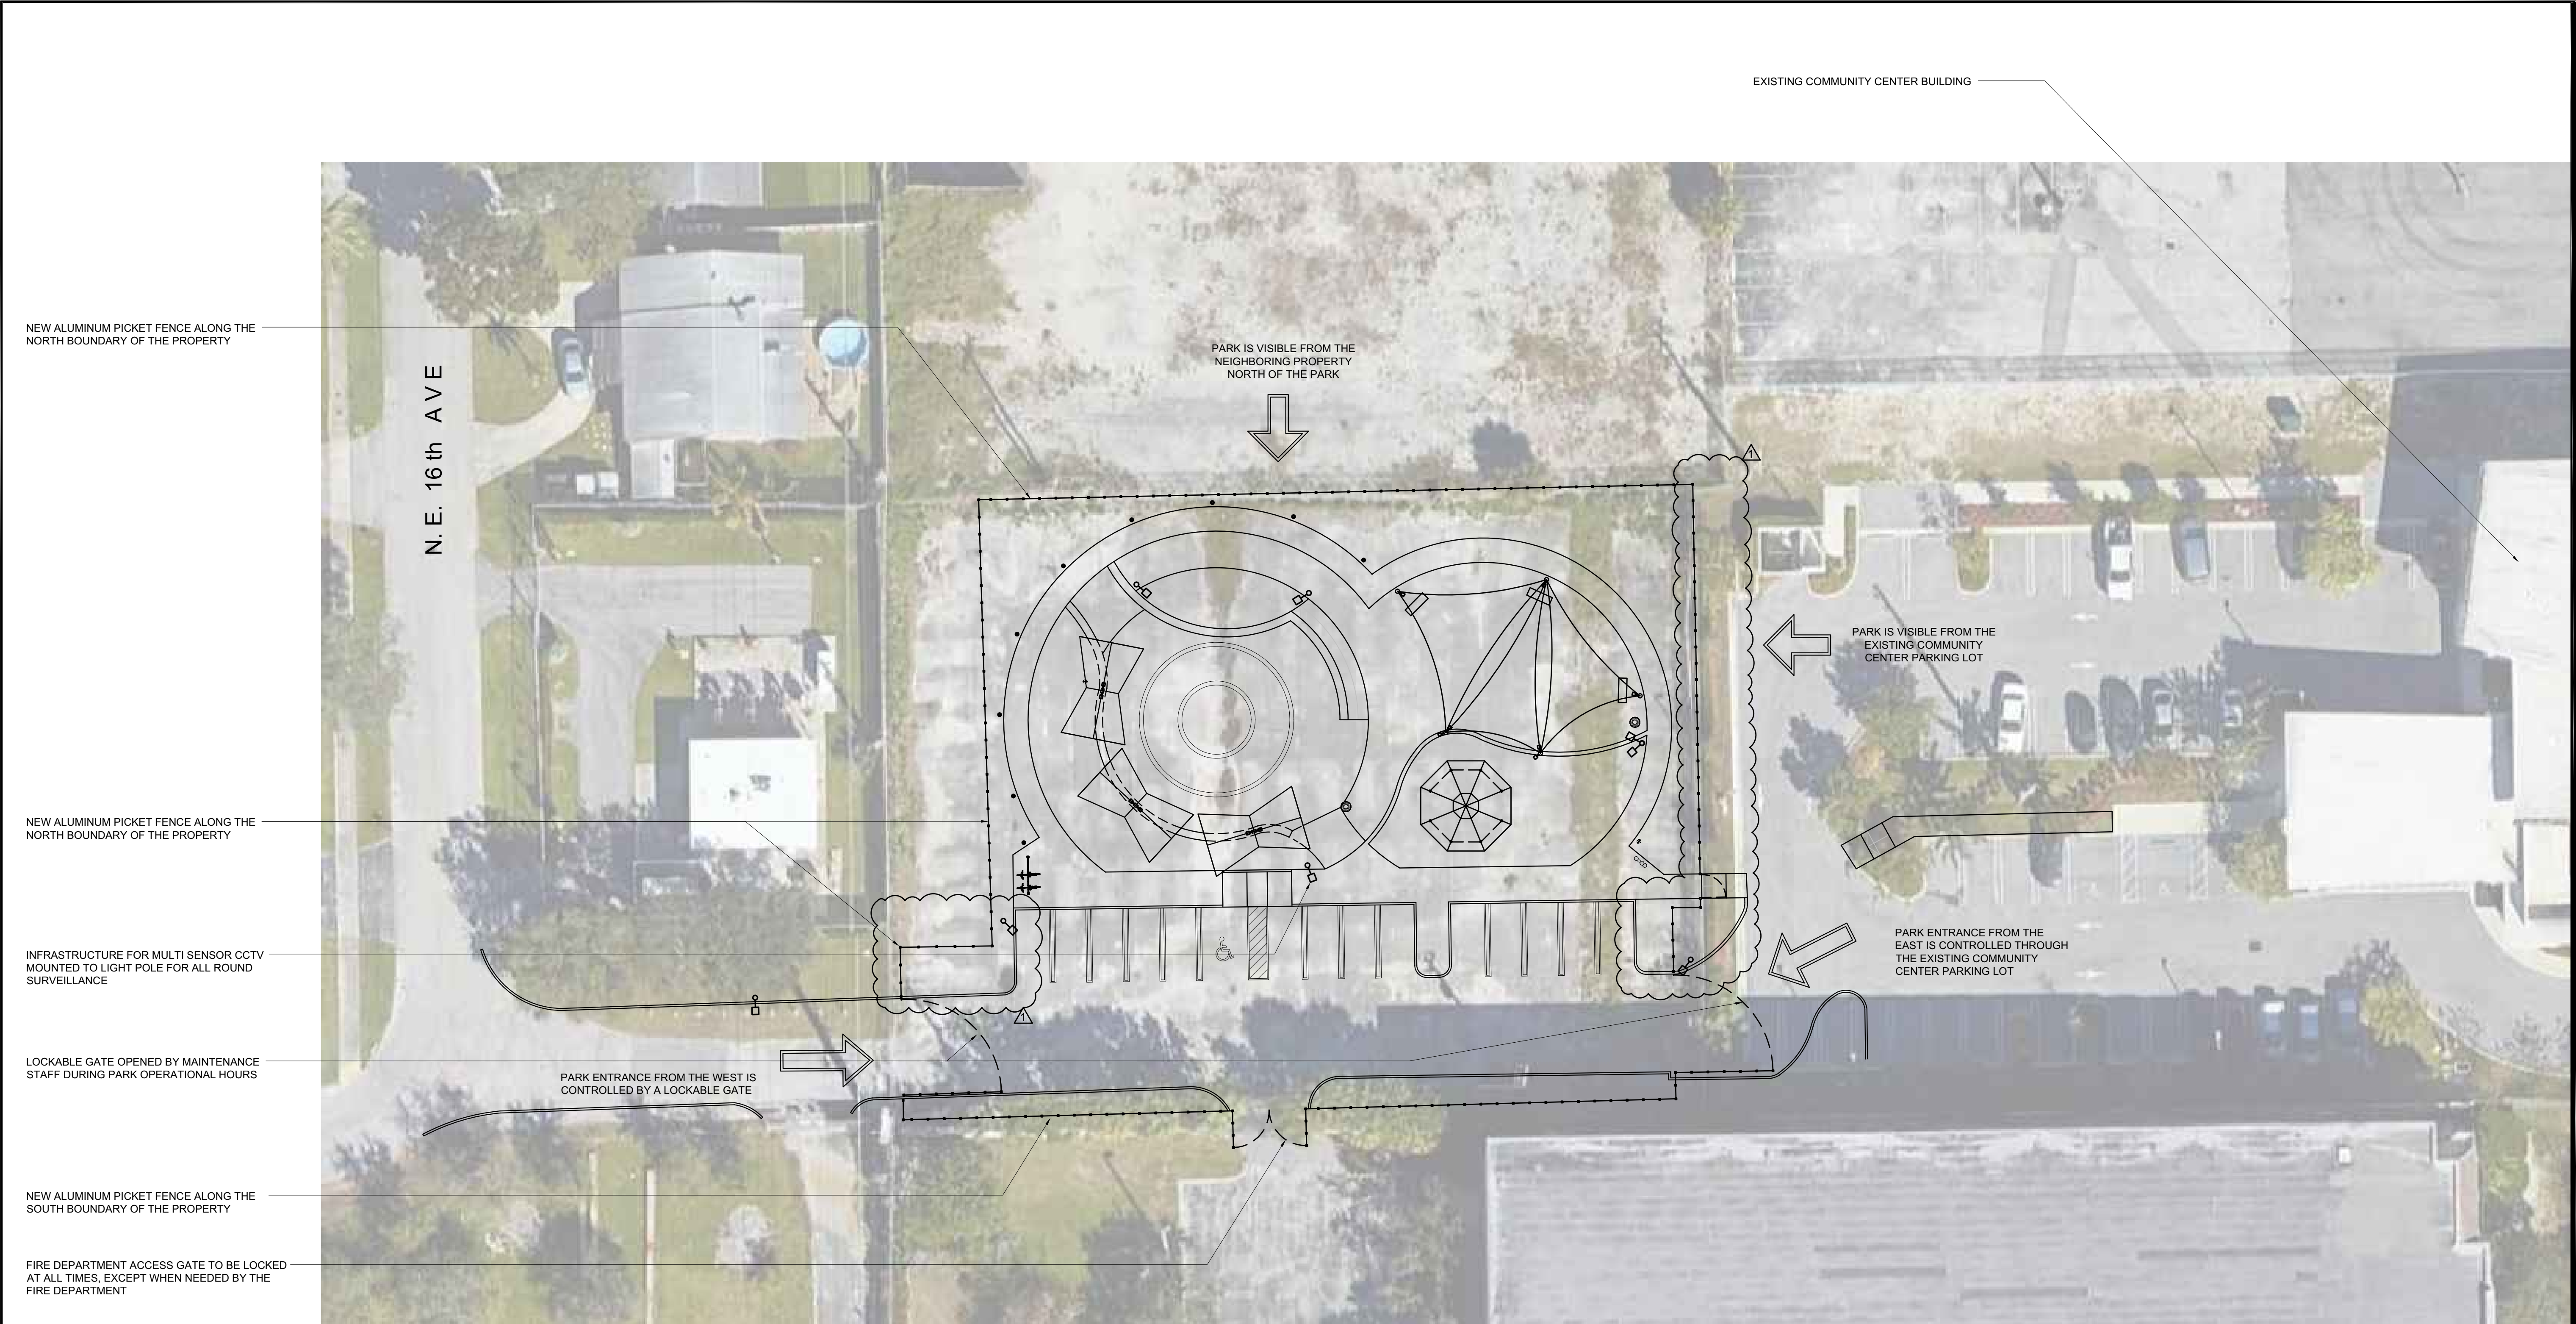 EXISTING COMMUNITY CENTER BUILDING
NEW ALUMINUM PICKET FENCE ALONG THE
NORTH BOUNDARY OF THE PROPERTY
N.E. 16th AVE
PARK IS VISIBLE FROM THE
NEIGHBORING PROPERTY
NORTH OF THE PARK
1
PARK IS VISIBLE FROM THE
EXISTING COMMUNITY
CENTER PARKING LOT
NEW ALUMINUM PICKET FENCE ALONG THE
NORTH BOUNDARY OF THE PROPERTY
INFRASTRUCTURE FOR MULTI SENSOR CCTV
MOUNTED TO LIGHT POLE FOR ALL ROUND
SURVEILLANCE
PARK ENTRANCE FROM THE
EAST IS CONTROLLED THROUGH
THE EXISTING COMMUNITY
CENTER PARKING LOT
1
LOCKABLE GATE OPENED BY MAINTENANCE
STAFF DURING PARK OPERATIONAL HOURS
PARK ENTRANCE FROM THE WEST IS
CONTROLLED BY A LOCKABLE GATE
NEW ALUMINUM PICKET FENCE ALONG THE
SOUTH BOUNDARY OF THE PROPERTY
FIRE DEPARTMENT ACCESS GATE TO BE LOCKED
AT ALL TIMES, EXCEPT WHEN NEEDED BY THE
FIRE DEPARTMENT